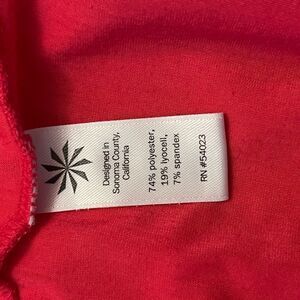 Designed in
Sonoma County,
California
74% polyester,
19% lyocell,
7% spandex
RN #54023